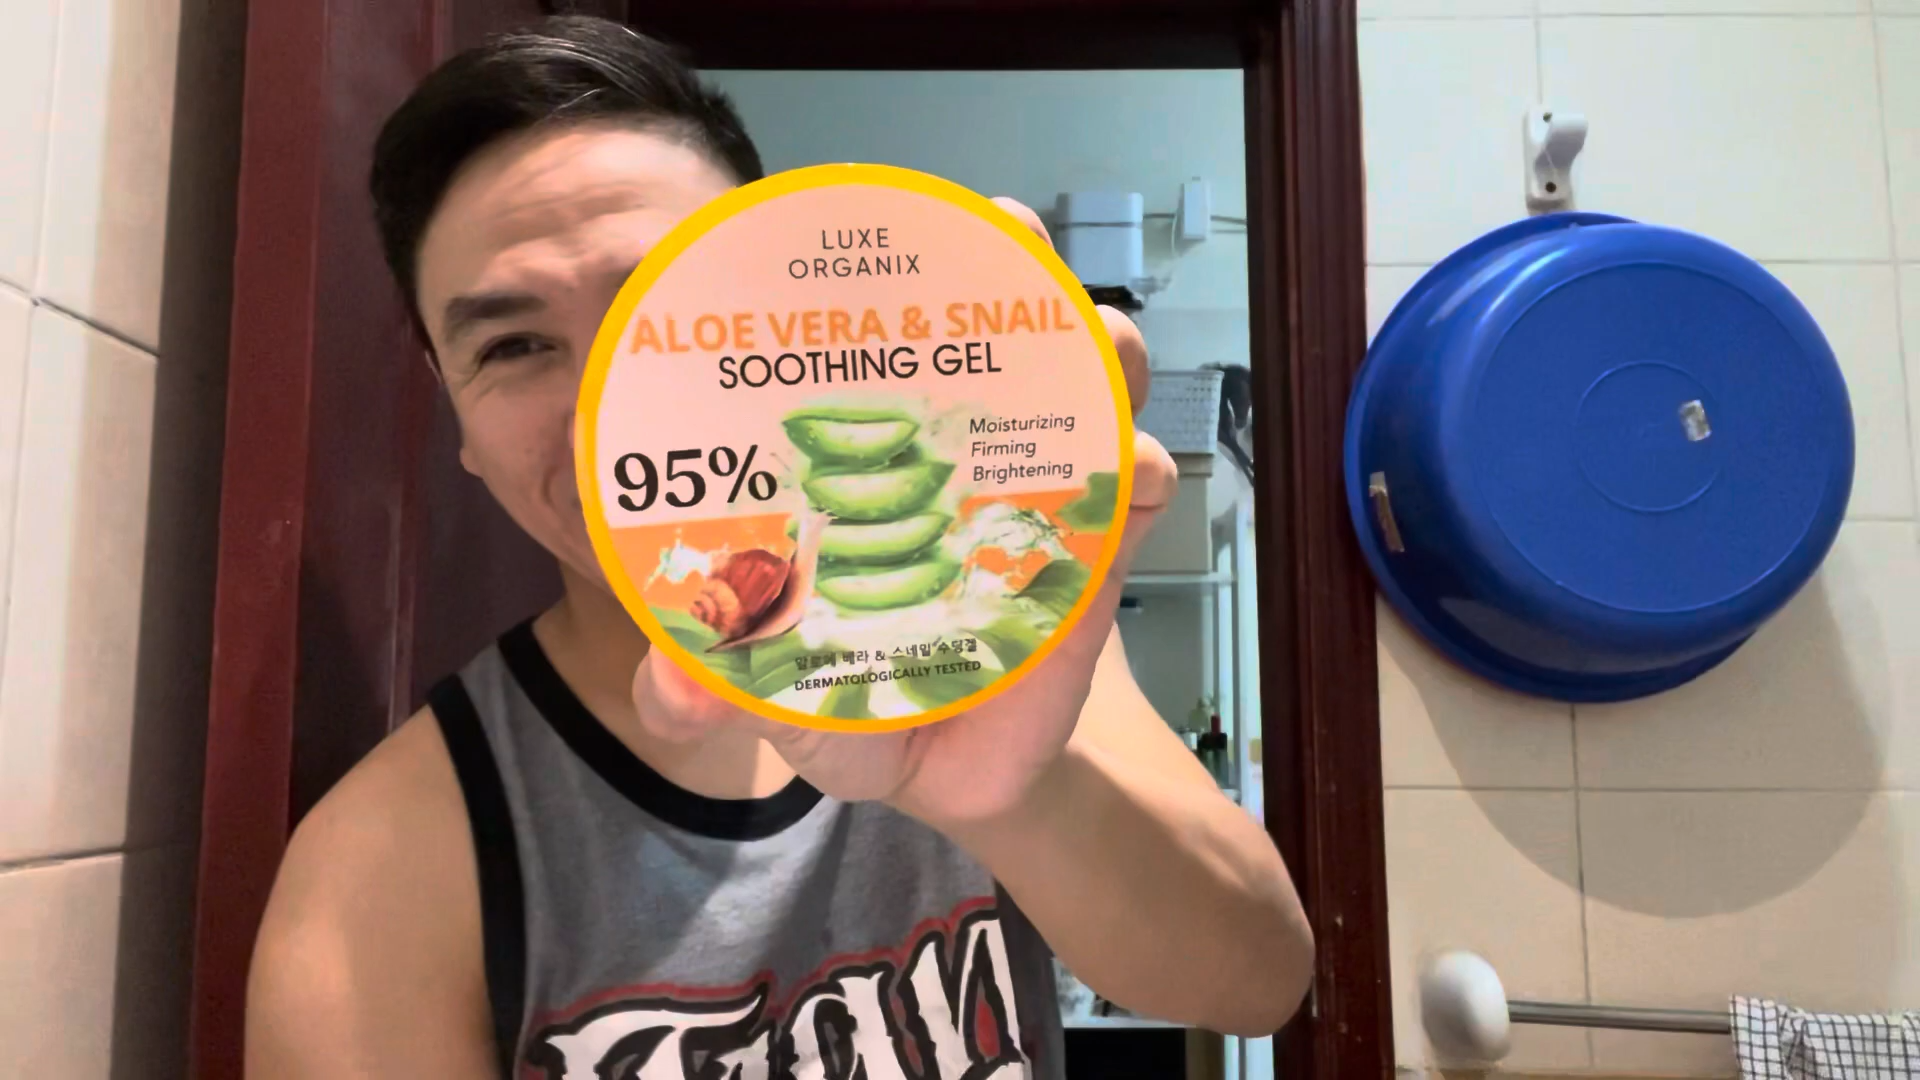 LUXE
ORGANIX
ALOE VERA & SNAIL
SOOTHING GEL
95%
Moisturizing
Firming
Brightening
알로에 베라 & 스네일 수딩겔
DERMATOLOGICALLY TESTED